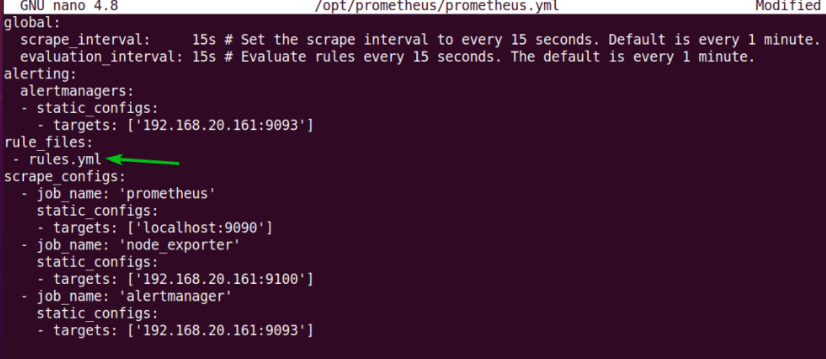 GNU nano 4.8 /opt/prometheus/prometheus.yml Modified
global:
  scrape_interval:     15s # Set the scrape interval to every 15 seconds. Default is every 1 minute.
  evaluation_interval: 15s # Evaluate rules every 15 seconds. The default is every 1 minute.
alerting:
  alertmanagers:
  - static_configs:
    - targets: ['192.168.20.161:9093']
rule_files:
 - rules.yml
scrape_configs:
  - job_name: 'prometheus'
    static_configs:
    - targets: ['localhost:9090']
  - job_name: 'node_exporter'
    static_configs:
    - targets: ['192.168.20.161:9100']
  - job_name: 'alertmanager'
    static_configs:
    - targets: ['192.168.20.161:9093']